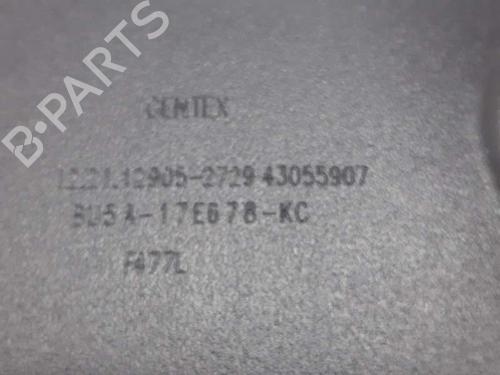 B-PARTS
GENTEX
1221.12905-2729 43055907
BU5A-17E678-KC
F477L